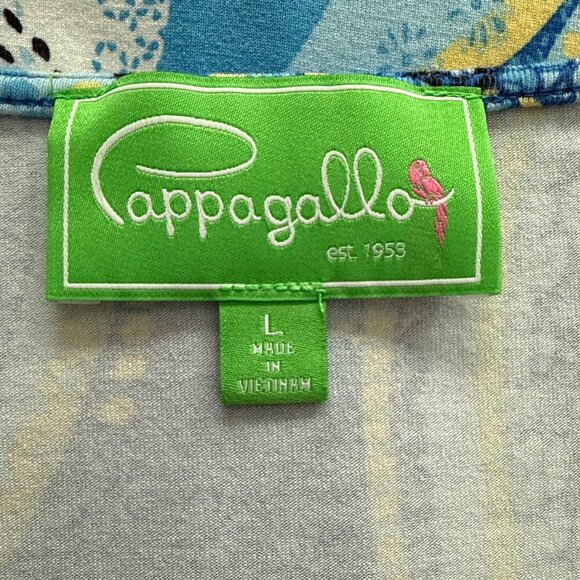 Pappagallo
est. 1953
L
MADE
IN
VIETNAM